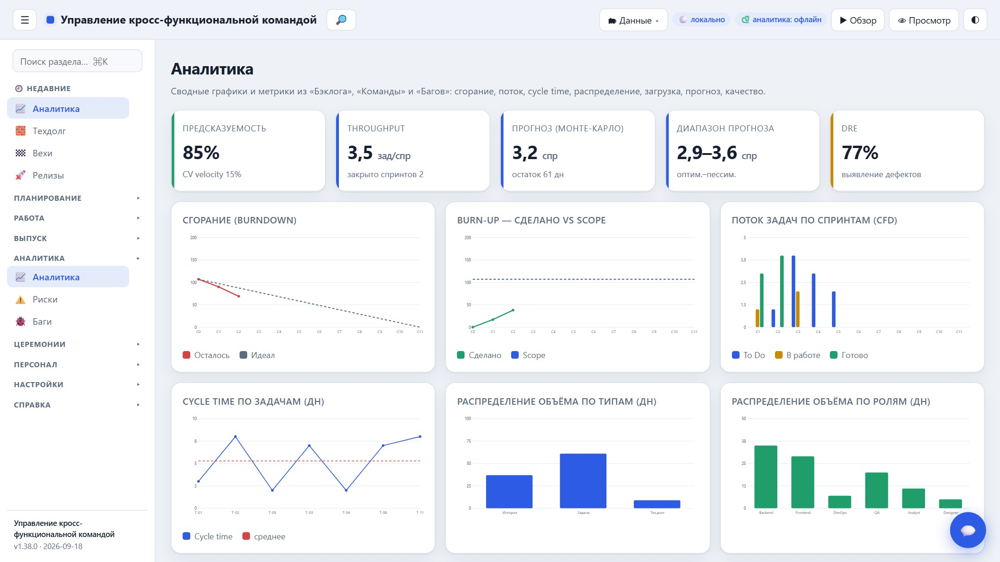 ☰ Управление кросс-функциональной командой
Данные ▾ локально аналитика: офлайн ▶ Обзор Просмотр
Поиск раздела... ⌘K
НЕДАВНИЕ
Аналитика
Техдолг
Вехи
Релизы
ПЛАНИРОВАНИЕ
РАБОТА
ВЫПУСК
АНАЛИТИКА
Аналитика
Риски
Баги
ЦЕРЕМОНИИ
ПЕРСОНАЛ
НАСТРОЙКИ
СПРАВКА
Управление кросс-
функциональной командой
v1.38.0 · 2026-09-18
Аналитика
Сводные графики и метрики из «Бэклога», «Команды» и «Багов»: сгорание, поток, cycle time, распределение, загрузка, прогноз, качество.
ПРЕДСКАЗУЕМОСТЬ
85%
CV velocity 15%
THROUGHPUT
3,5 зад/спр
закрыто спринтов 2
ПРОГНОЗ (МОНТЕ-КАРЛО)
3,2 спр
остаток 61 дн
ДИАПАЗОН ПРОГНОЗА
2,9–3,6 спр
оптим.–пессим.
DRE
77%
выявление дефектов
СГОРАНИЕ (BURNDOWN)
200
150
100
50
0
C0 C1 C2 C3 C4 C5 C6 C7 C8 C9 C10 C11
Осталось Идеал
BURN-UP — СДЕЛАНО VS SCOPE
200
150
100
50
0
C0 C1 C2 C3 C4 C5 C6 C7 C8 C9 C10 C11
Сделано Scope
ПОТОК ЗАДАЧ ПО СПРИНТАМ (CFD)
5
3,8
2,5
1,3
0
C1 C2 C3 C4 C5 C6 C7 C8 C9 C10 C11
To Do В работе Готово
CYCLE TIME ПО ЗАДАЧАМ (ДН)
10
8
5
3
0
T-01 T-02 T-09 T-03 T-04 T-08 T-11
Cycle time среднее
РАСПРЕДЕЛЕНИЕ ОБЪЁМА ПО ТИПАМ (ДН)
100
75
50
25
0
История Задача Тех.долг
РАСПРЕДЕЛЕНИЕ ОБЪЁМА ПО РОЛЯМ (ДН)
50
38
25
13
0
Backend Frontend DevOps QA Analyst Designer